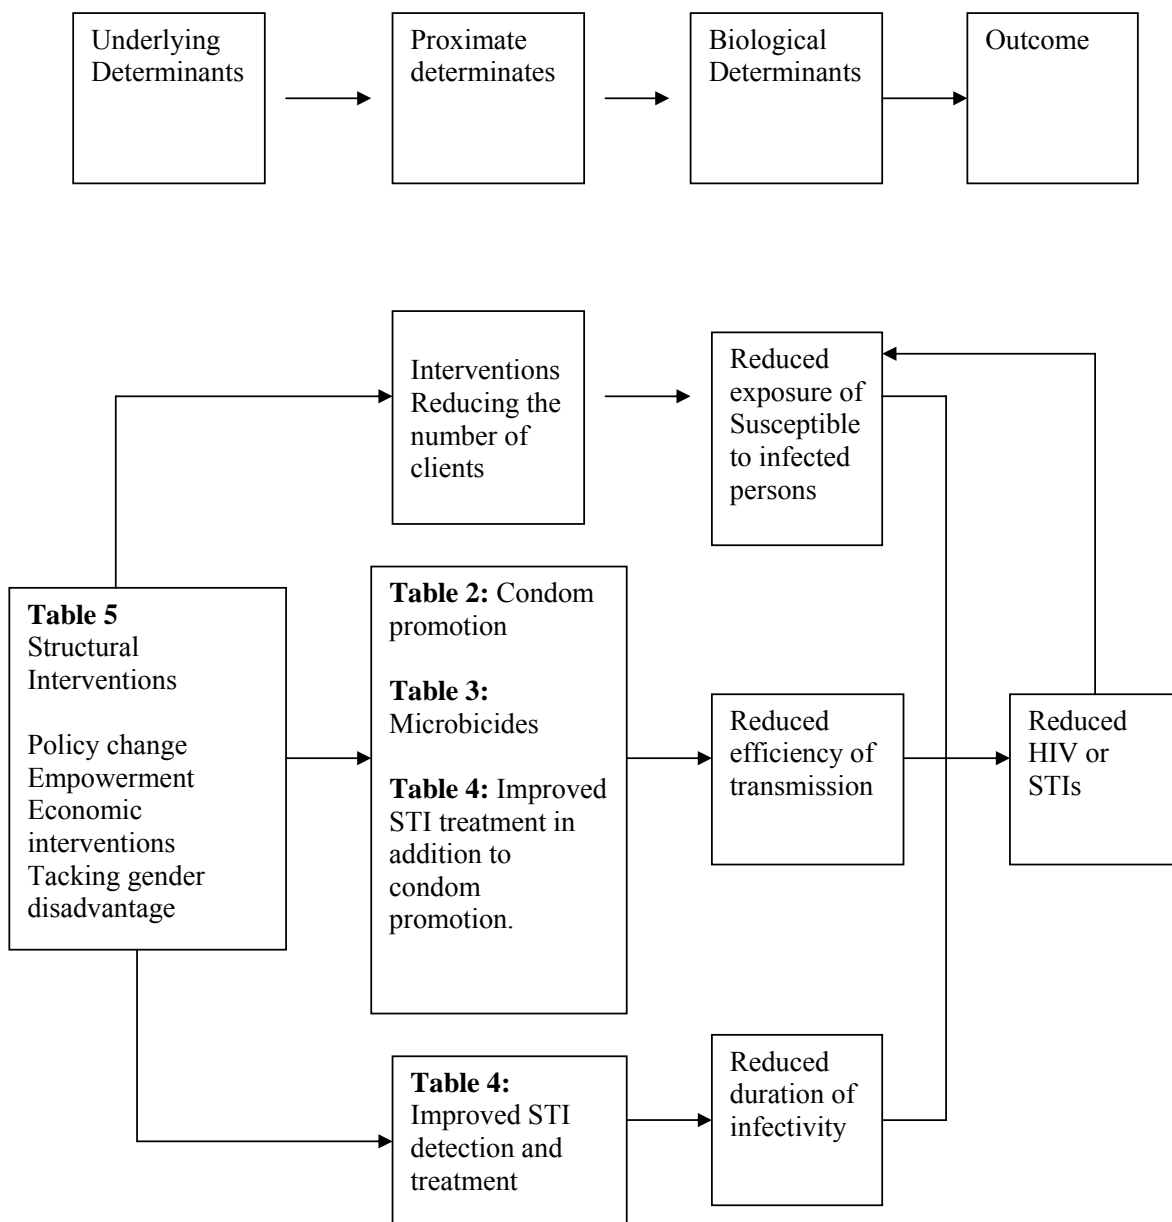 Underlying
Determinants
Proximate
determinates
Biological
Determinants
Outcome
Interventions
Reducing the
number of
clients
Reduced
exposure of
Susceptible
to infected
persons
Table 5
Structural
Interventions
Policy change
Empowerment
Economic
interventions
Tacking gender
disadvantage
Table 2: Condom
promotion
Table 3:
Microbicides
Table 4: Improved
STI treatment in
addition to
condom
promotion.
Reduced
efficiency of
transmission
Reduced
HIV or
STIs
Table 4:
Improved STI
detection and
treatment
Reduced
duration of
infectivity